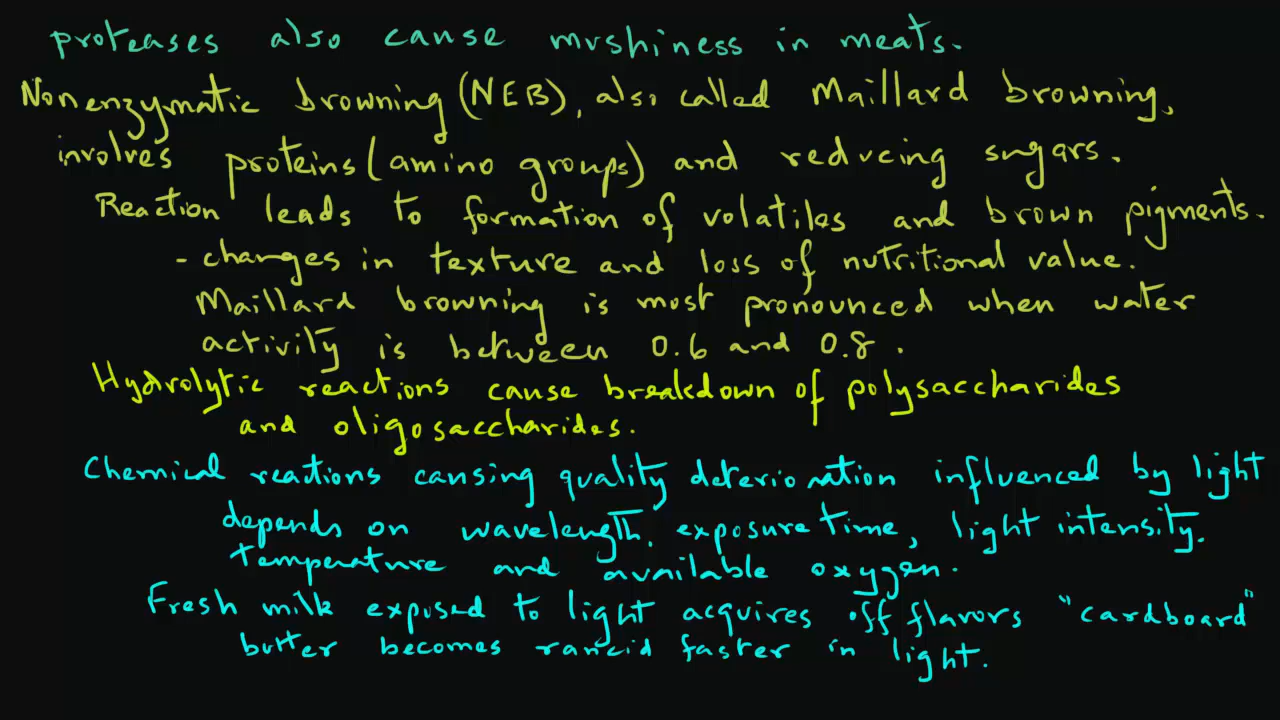 proteases also cause mushiness in meats.
Nonenzymatic browning (NEB), also called Maillard browning,
involves proteins (amino groups) and reducing sugars.
Reaction leads to formation of volatiles and brown pigments.
- changes in texture and loss of nutritional value.
Maillard browning is most pronounced when water
activity is between 0.6 and 0.8.
Hydrolytic reactions cause breakdown of polysaccharides
and oligosaccharides.
Chemical reactions causing quality deterioration influenced by light
depends on wavelength, exposure time, light intensity.
temperature and available oxygen.
Fresh milk exposed to light acquires off flavors "cardboard"
butter becomes rancid faster in light.